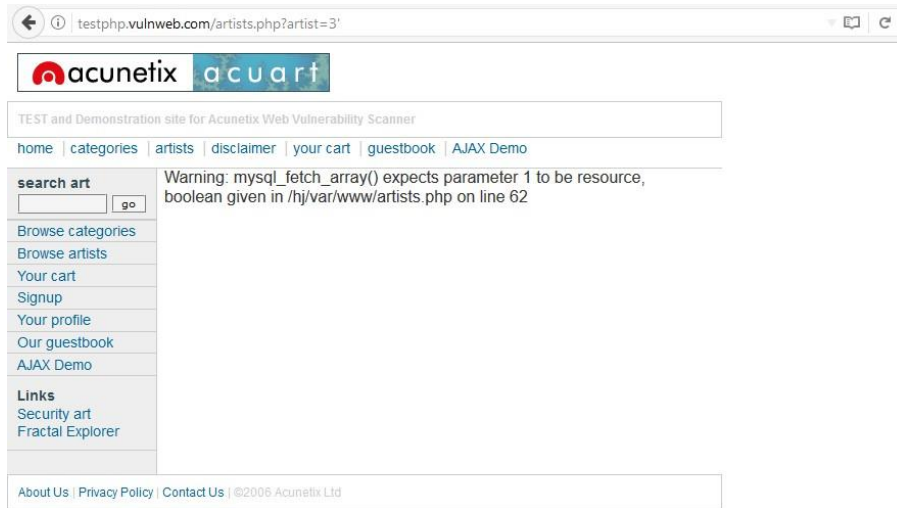 testphp.vulnweb.com/artists.php?artist=3'
acunetix acuart
TEST and Demonstration site for Acunetix Web Vulnerability Scanner
home | categories | artists | disclaimer | your cart | guestbook | AJAX Demo
search art
go
Browse categories
Browse artists
Your cart
Signup
Your profile
Our guestbook
AJAX Demo
Links
Security art
Fractal Explorer
Warning: mysql_fetch_array() expects parameter 1 to be resource,
boolean given in /hj/var/www/artists.php on line 62
About Us | Privacy Policy | Contact Us | ©2006 Acunetix Ltd